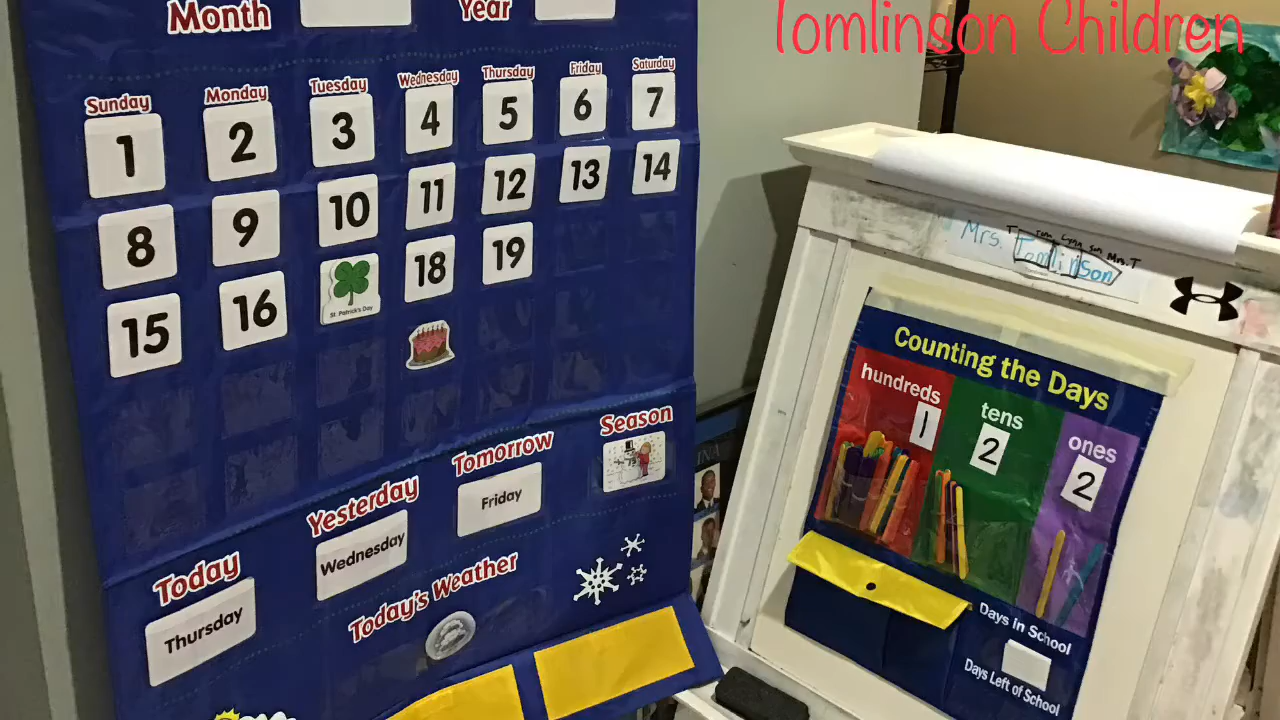 Month Year
Tomlinson Children
Sunday Monday Tuesday Wednesday Thursday Friday Saturday
1 2 3 4 5 6 7
8 9 10 11 12 13 14
15 16 St. Patrick's Day 18 19
Season
Tomorrow
Friday
Yesterday
Wednesday
Today
Thursday
Today's Weather
Mrs. Tomlinson
Mrs. T
Counting the Days
hundreds tens ones
1 2 2
Days in School
Days Left of School